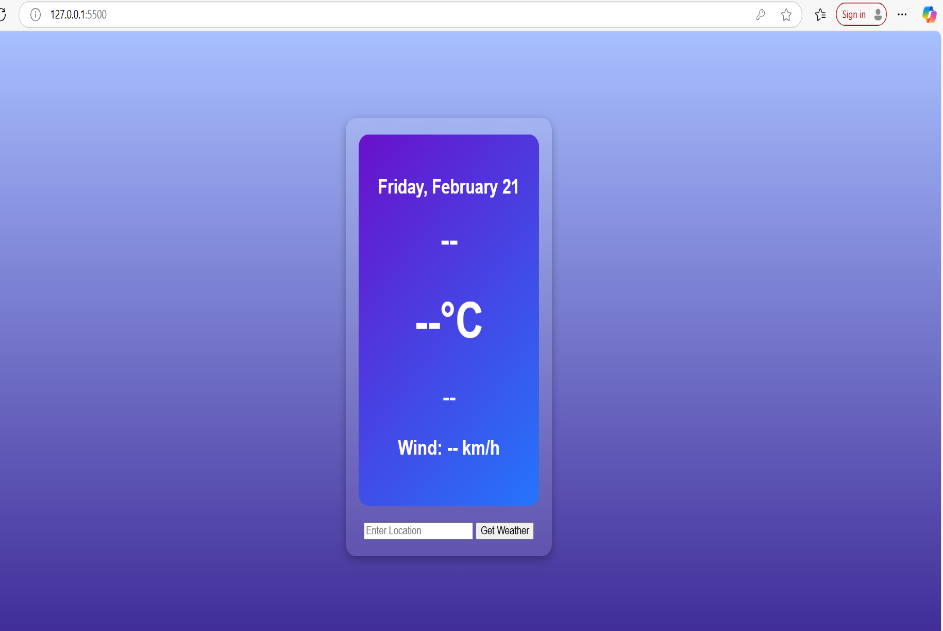 127.0.0.1:5500
Sign in
Friday, February 21
--
--°C
--
Wind: -- km/h
Enter Location
Get Weather